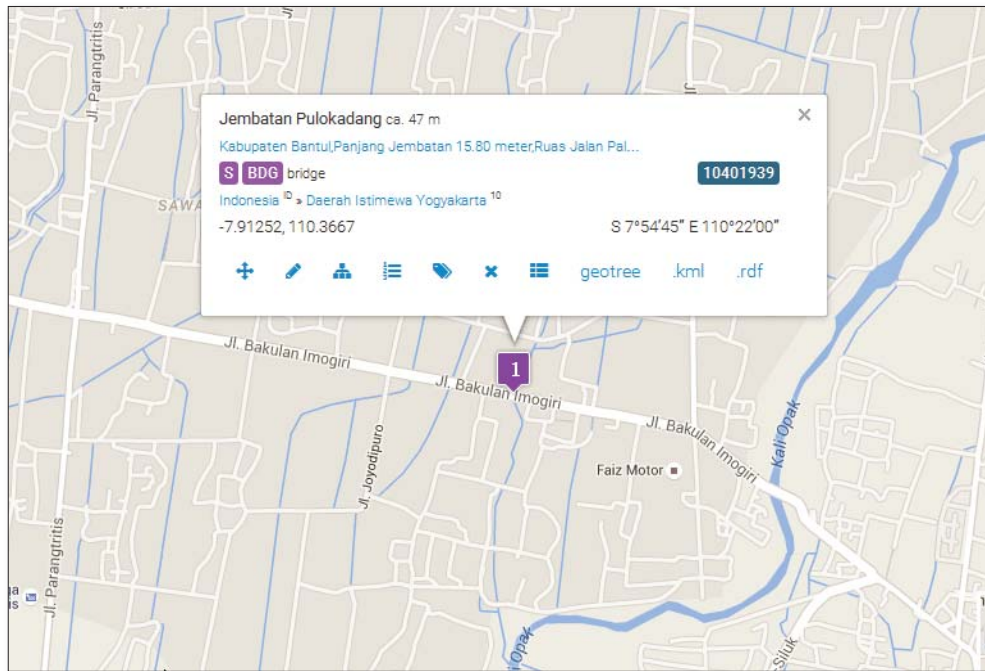 Jl. Parangtritis
Jembatan Pulokadang ca. 47 m
×
Kabupaten Bantul,Panjang Jembatan 15.80 meter,Ruas Jalan Pal...
S BDG bridge 10401939
Indonesia ID » Daerah Istimewa Yogyakarta 10
SAWA
-7.91252, 110.3667 S 7°54'45" E 110°22'00"
geotree .kml .rdf
Jl. Bakulan Imogiri
1
Jl. Bakulan Imogiri
Jl. Bakulan Imogiri
Kali Opak
Jl. Joyodipuro
Faiz Motor
Jl. Parangtritis
ga
us
Kali Opak
Siluk